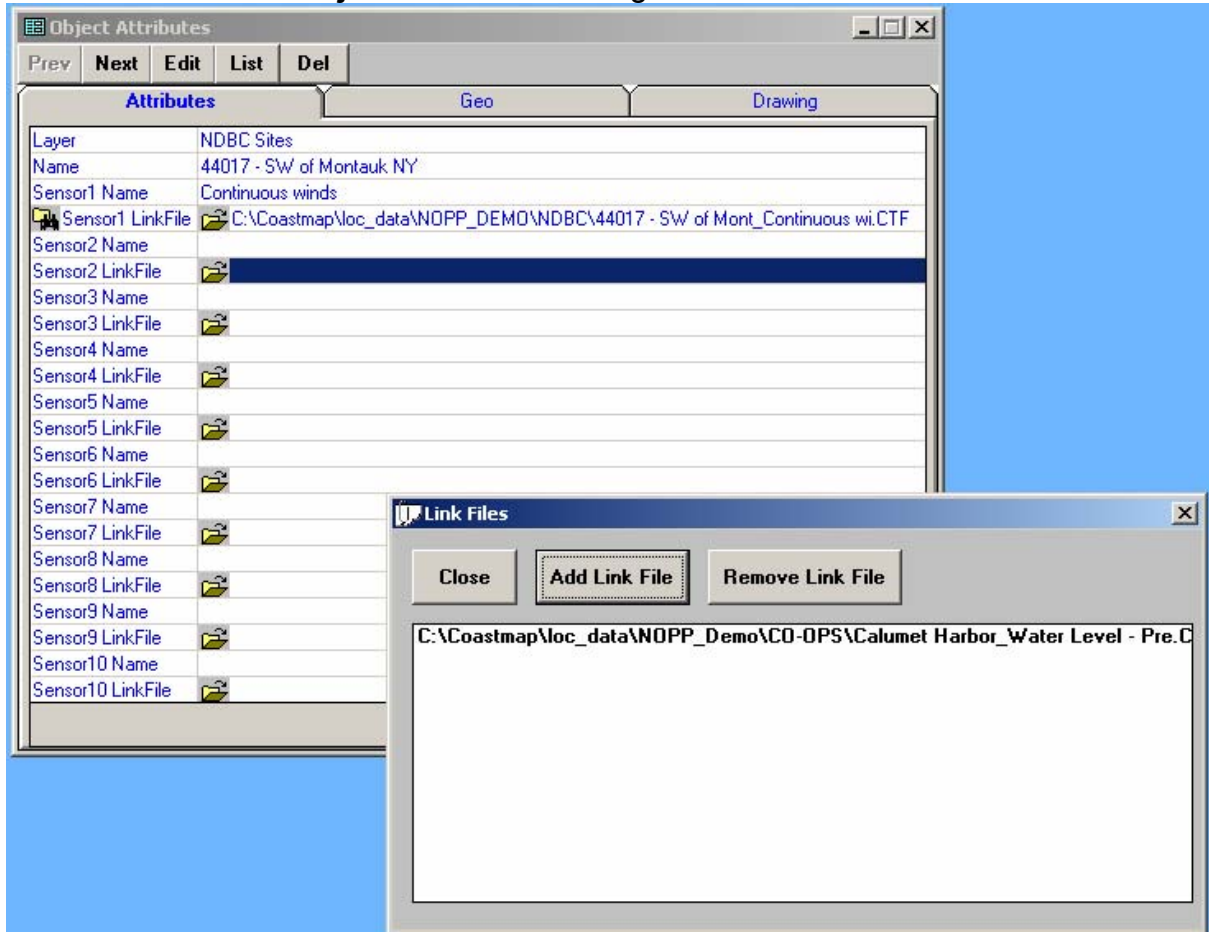 Object Attributes
Prev Next Edit List Del
Attributes Geo Drawing
Layer NDBC Sites
Name 44017 - SW of Montauk NY
Sensor1 Name Continuous winds
Sensor1 LinkFile C:\Coastmap\loc_data\NOPP_DEMO\NDBC\44017 - SW of Mont_Continuous wi.CTF
Sensor2 Name
Sensor2 LinkFile
Sensor3 Name
Sensor3 LinkFile
Sensor4 Name
Sensor4 LinkFile
Sensor5 Name
Sensor5 LinkFile
Sensor6 Name
Sensor6 LinkFile
Sensor7 Name
Sensor7 LinkFile
Sensor8 Name
Sensor8 LinkFile
Sensor9 Name
Sensor9 LinkFile
Sensor10 Name
Sensor10 LinkFile
Link Files
Close Add Link File Remove Link File
C:\Coastmap\loc_data\NOPP_Demo\CO-OPS\Calumet Harbor_Water Level - Pre.C